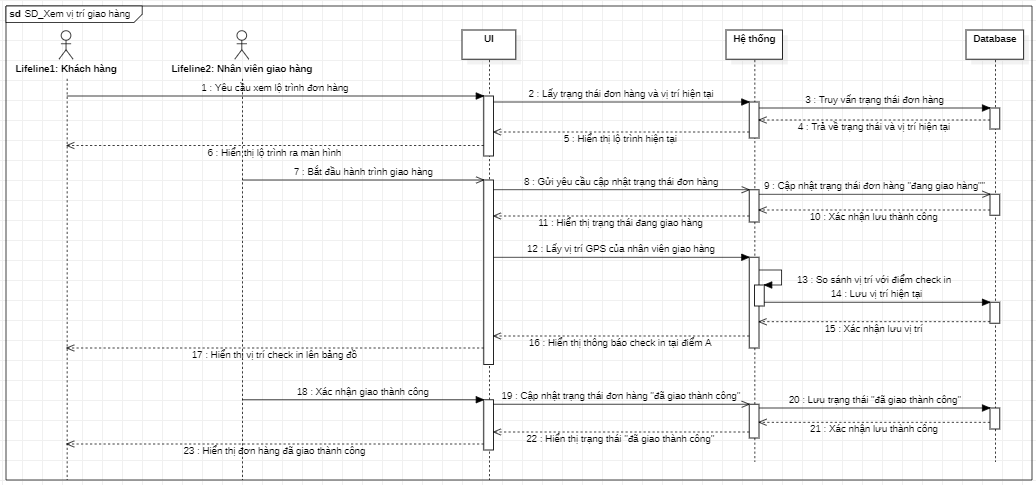 sd SD_Xem vị trí giao hàng
UI
Hệ thống
Database
Lifeline1: Khách hàng
Lifeline2: Nhân viên giao hàng
1 : Yêu cầu xem lộ trình đơn hàng
2 : Lấy trạng thái đơn hàng và vị trí hiện tại
3 : Truy vấn trạng thái đơn hàng
4 : Trả về trạng thái và vị trí hiện tại
5 : Hiển thị lộ trình hiện tại
6 : Hiển thị lộ trình ra màn hình
7 : Bắt đầu hành trình giao hàng
8 : Gửi yêu cầu cập nhật trạng thái đơn hàng
9 : Cập nhật trạng thái đơn hàng "đang giao hàng""
10 : Xác nhận lưu thành công
11 : Hiển thị trạng thái đang giao hàng
12 : Lấy vị trí GPS của nhân viên giao hàng
13 : So sánh vị trí với điểm check in
14 : Lưu vị trí hiện tại
15 : Xác nhận lưu vị trí
16 : Hiển thị thông báo check in tại điểm A
17 : Hiển thị vị trí check in lên bảng đồ
18 : Xác nhận giao thành công
19 : Cập nhật trạng thái đơn hàng "đã giao thành công"
20 : Lưu trạng thái "đã giao thành công"
21 : Xác nhận lưu thành công
22 : Hiển thị trạng thái "đã giao thành công"
23 : Hiển thị đơn hàng đã giao thành công